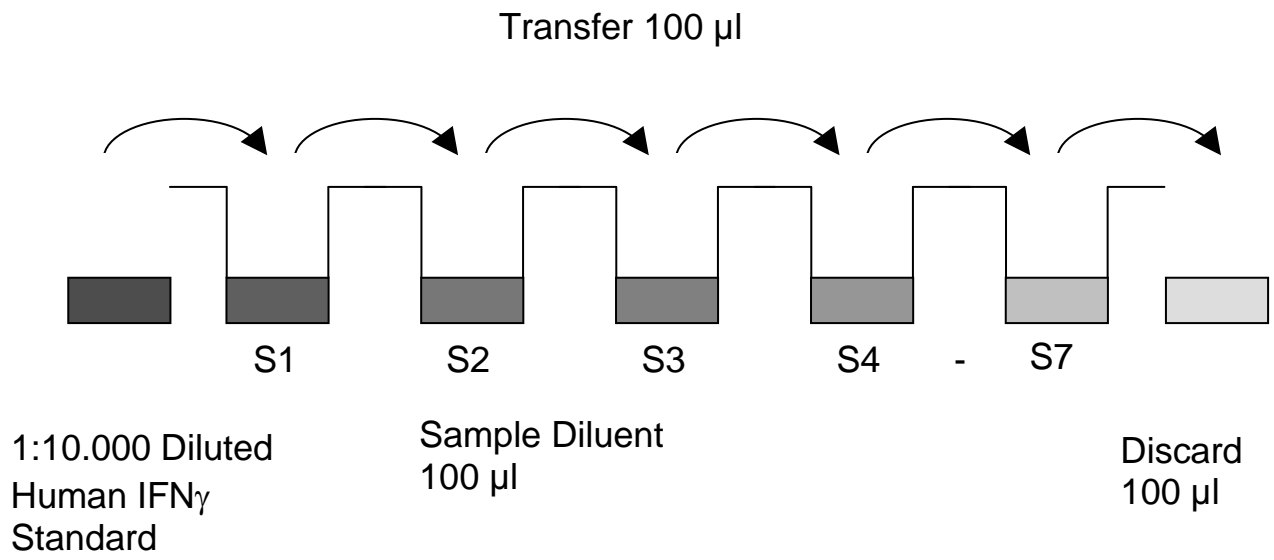 Transfer 100 µl
S1 S2 S3 S4 - S7
1:10.000 Diluted
Human IFNγ
Standard
Sample Diluent
100 µl
Discard
100 µl